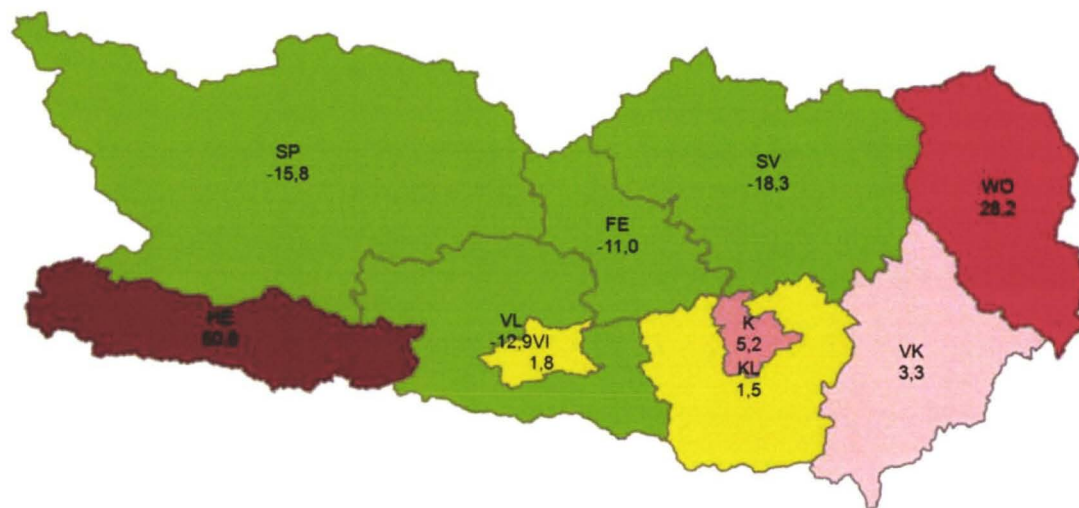 SP
-15,8
SV
-18,3
WO
28,2
FE
-11,0
HE
VL
-12,9
VI
1,8
K
5,2
KL
1,5
VK
3,3